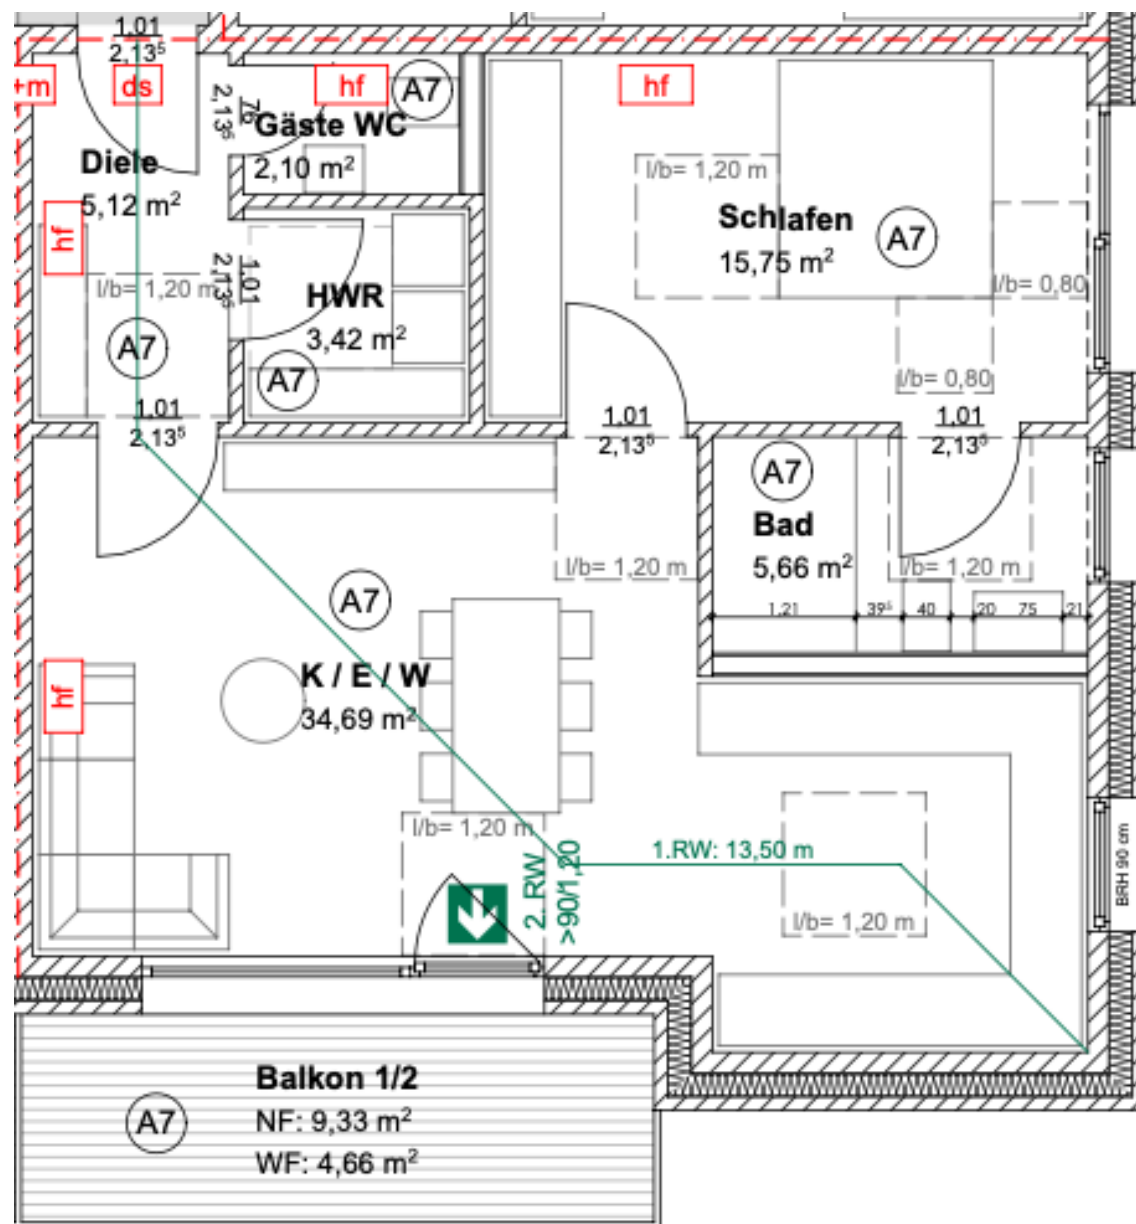 1,01
2,13⁵
+m
ds
hf
A7
hf
76
2,13⁵
Gäste WC
2,10 m²
Diele
5,12 m²
l/b= 1,20 m
Schlafen
15,75 m²
A7
hf
l/b= 1,20 m
1,01
2,13⁵
HWR
3,42 m²
l/b= 0,80
A7
A7
l/b= 0,80
1,01
2,13⁵
1,01
2,13⁵
1,01
2,13⁵
A7
Bad
5,66 m²
l/b= 1,20 m
l/b= 1,20 m
A7
1,21
39⁵
40
20
75
21
hf
K / E / W
34,69 m²
l/b= 1,20 m
2. RW
>90/1,20
1.RW: 13,50 m
BRH 90 cm
l/b= 1,20 m
Balkon 1/2
A7
NF: 9,33 m²
WF: 4,66 m²